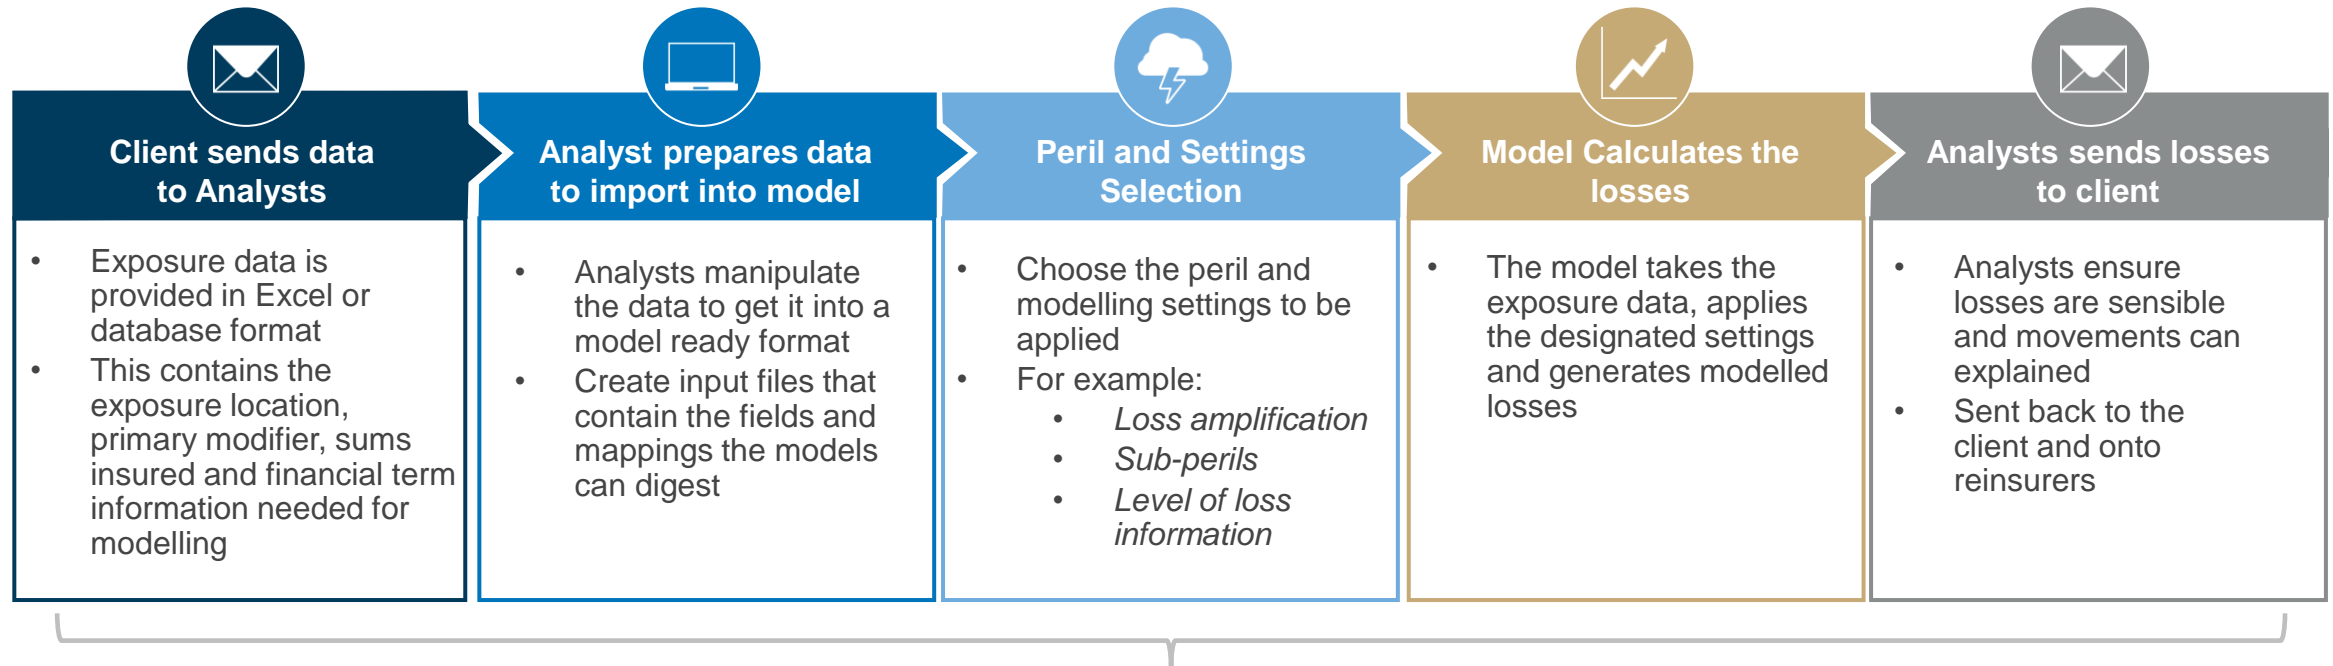 Client sends data
to Analysts
• Exposure data is
provided in Excel or
database format
• This contains the
exposure location,
primary modifier, sums
insured and financial term
information needed for
modelling
Analyst prepares data
to import into model
• Analysts manipulate
the data to get it into a
model ready format
• Create input files that
contain the fields and
mappings the models
can digest
Peril and Settings
Selection
• Choose the peril and
modelling settings to be
applied
• For example:
• Loss amplification
• Sub-perils
• Level of loss
information
Model Calculates the
losses
• The model takes the
exposure data, applies
the designated settings
and generates modelled
losses
Analysts sends losses
to client
• Analysts ensure
losses are sensible
and movements can
explained
• Sent back to the
client and onto
reinsurers